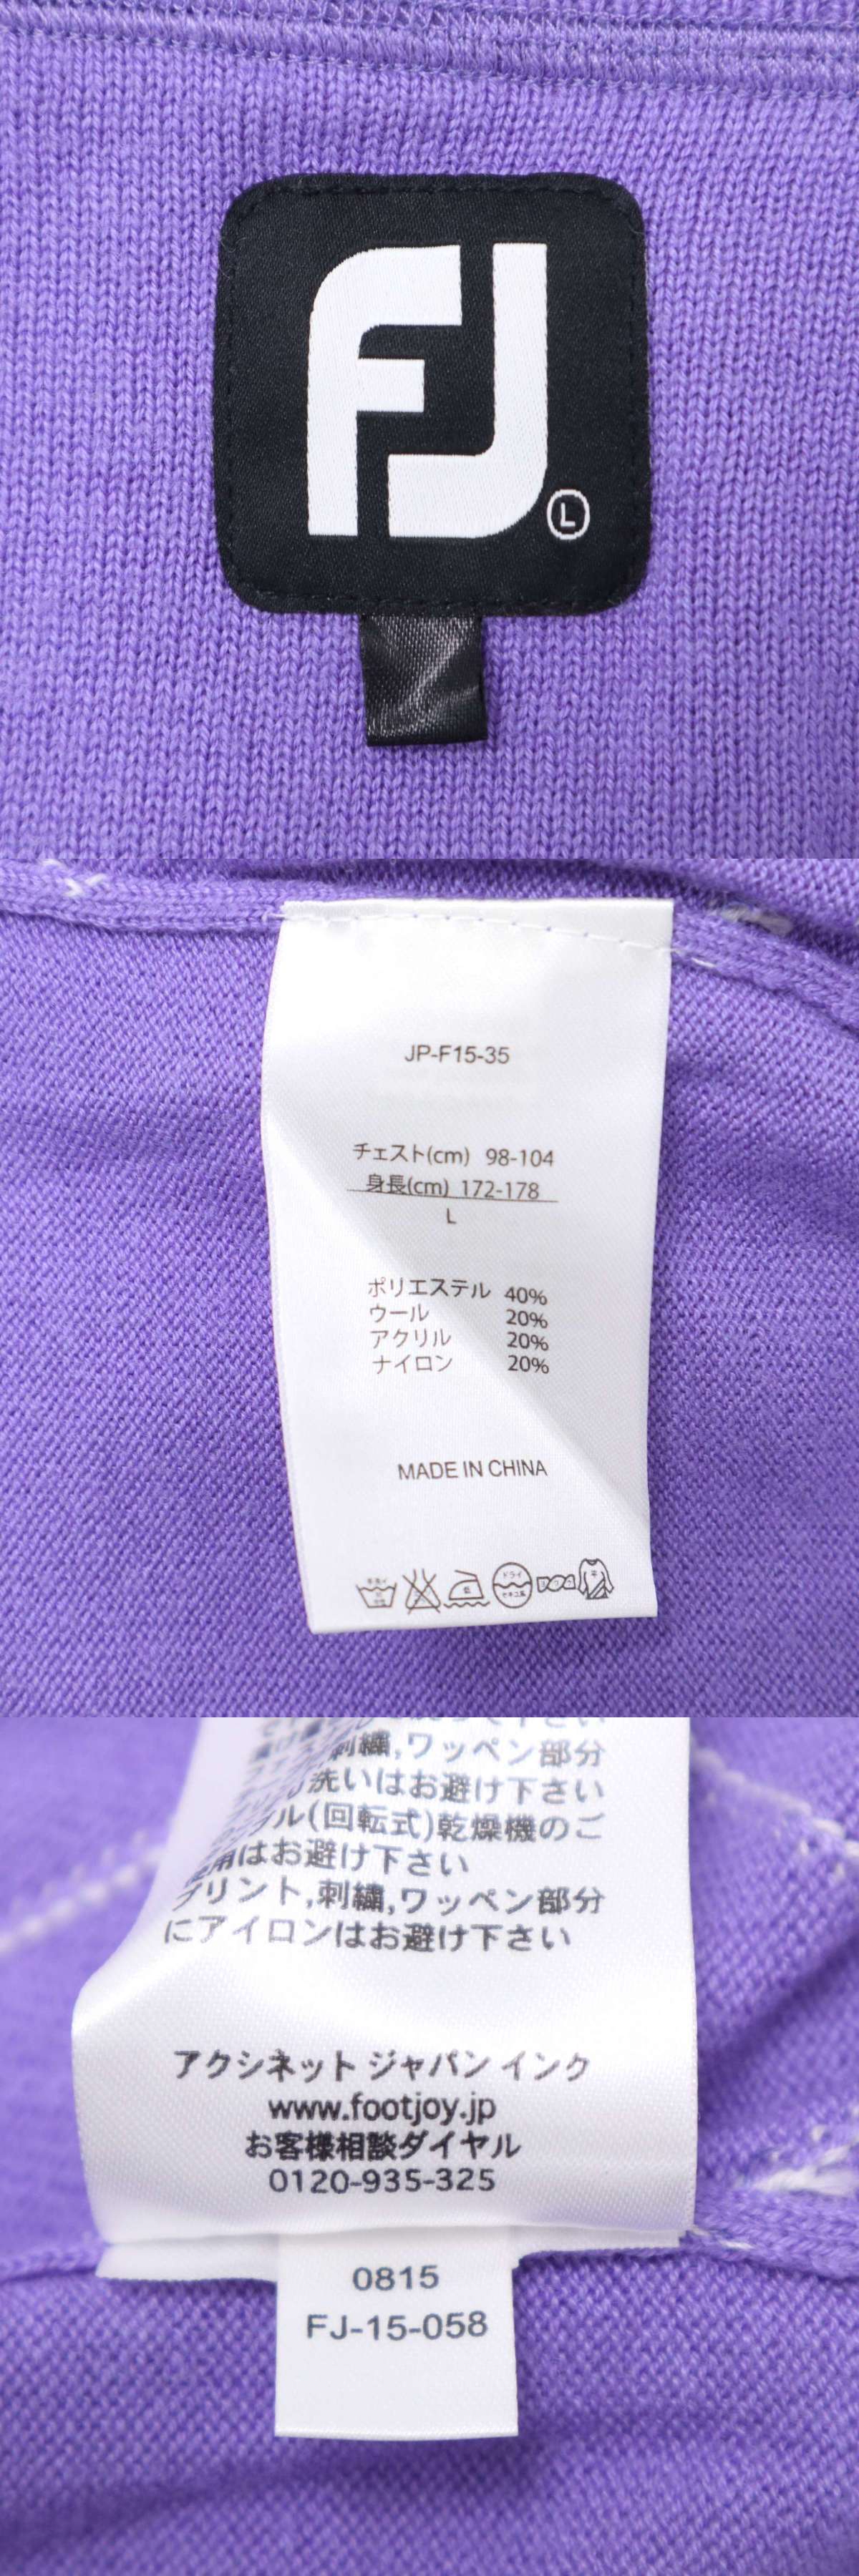 FJ
L
JP-F15-35
チェスト(cm) 98-104
身長(cm) 172-178
L
ポリエステル 40%
ウール 20%
アクリル 20%
ナイロン 20%
MADE IN CHINA
ドライ
刺繍,ワッペン部分
洗いはお避け下さい
ル(回転式)乾燥機のご
用はお避け下さい
プリント,刺繍,ワッペン部分
にアイロンはお避け下さい
アクシネット ジャパン インク
www.footjoy.jp
お客様相談ダイヤル
0120-935-325
0815
FJ-15-058